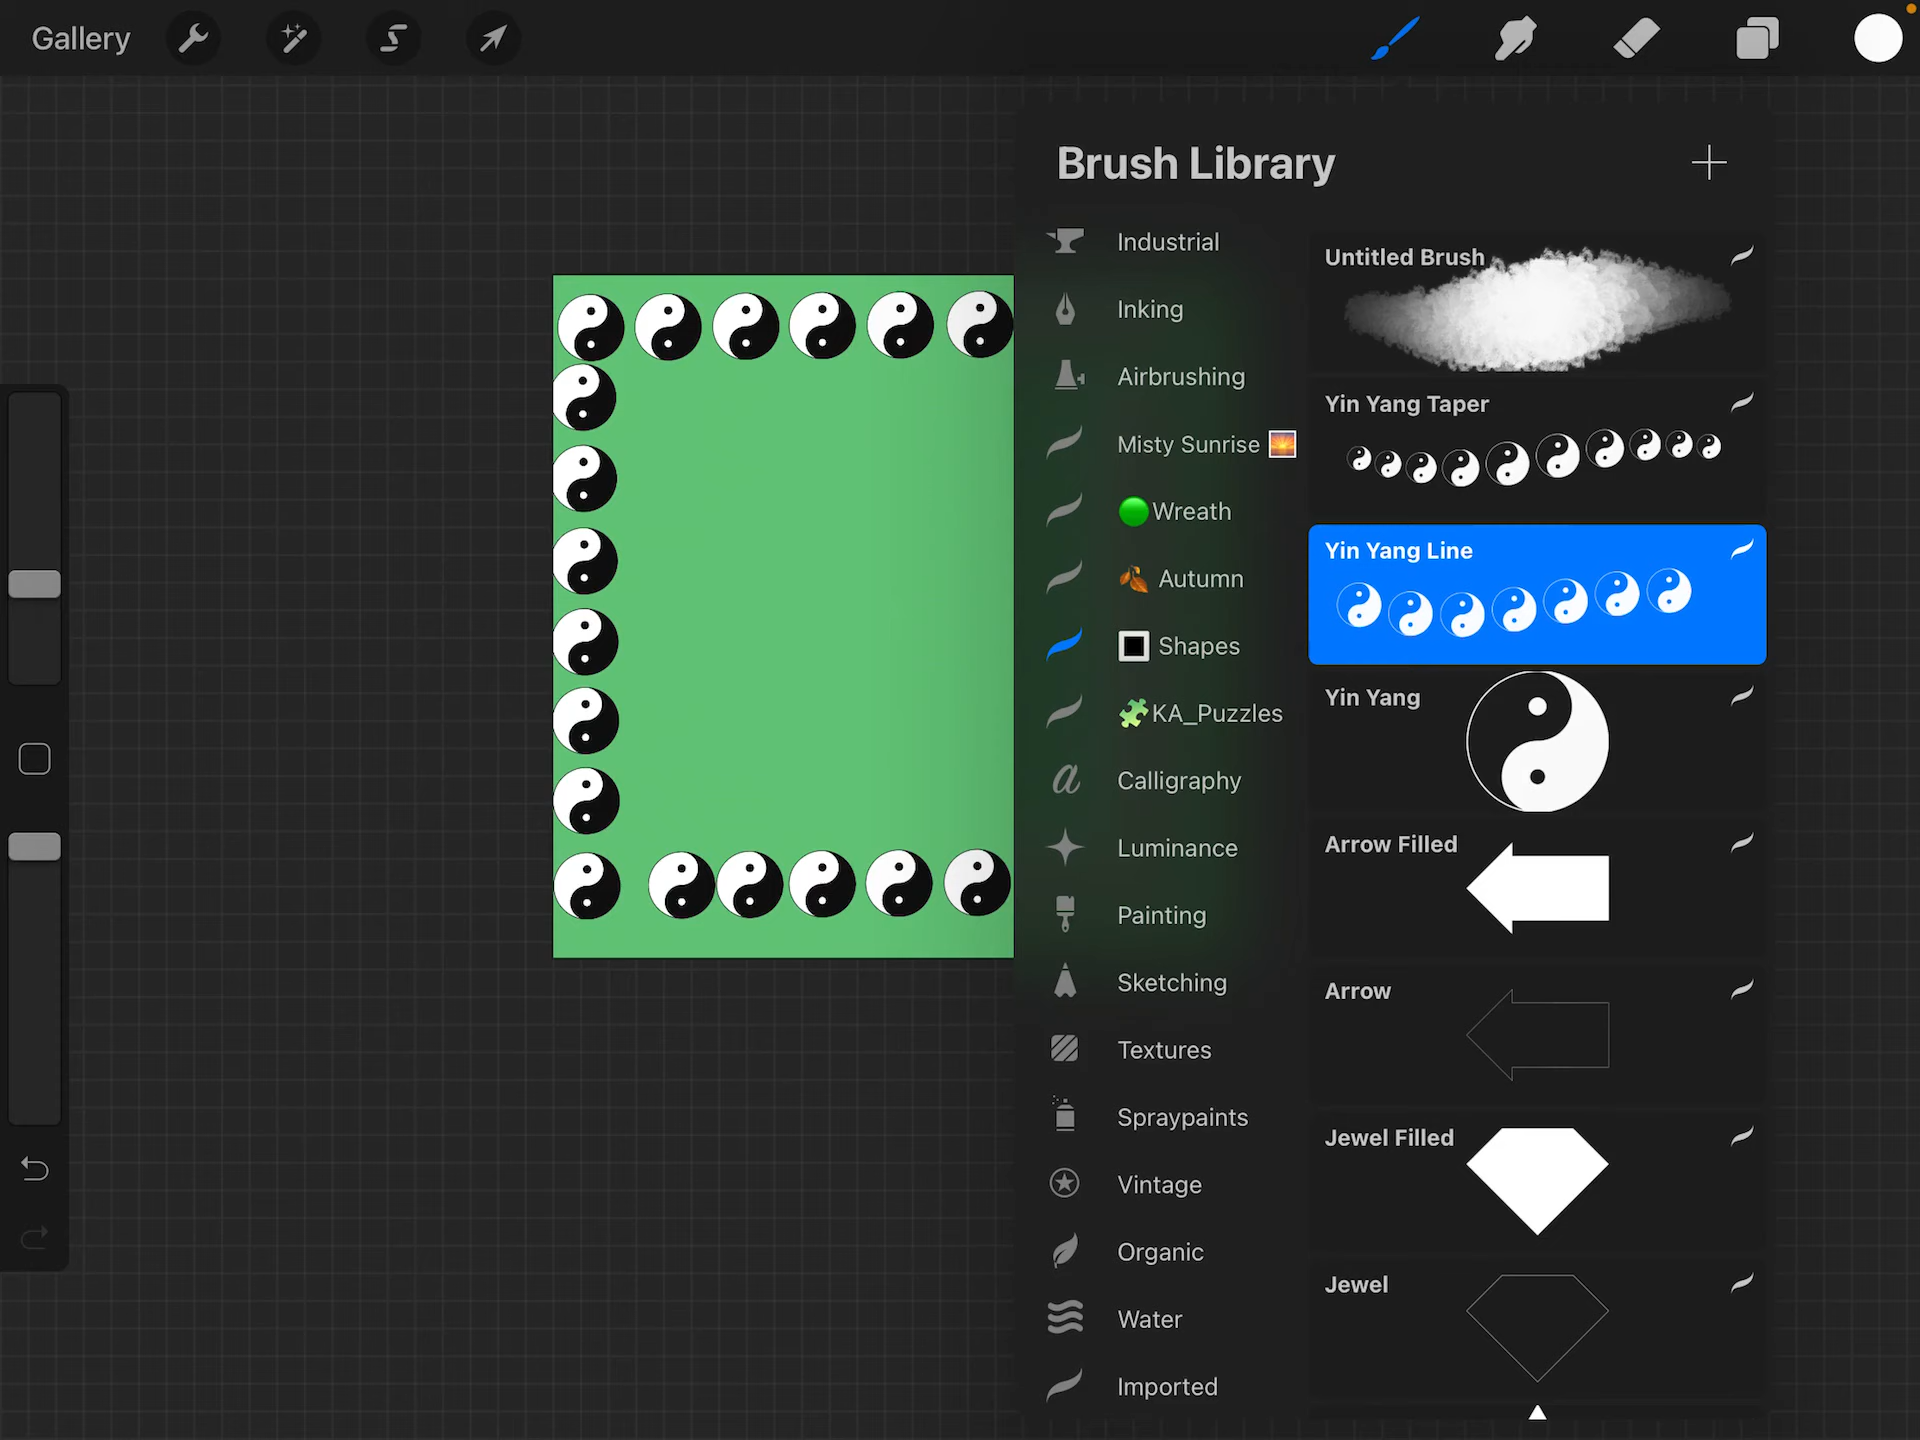 Gallery
Brush Library
Industrial
Inking
Airbrushing
Misty Sunrise
Wreath
Autumn
Shapes
KA_Puzzles
Calligraphy
Luminance
Painting
Sketching
Textures
Spraypaints
Vintage
Organic
Water
Imported
Untitled Brush
Yin Yang Taper
Yin Yang Line
Yin Yang
Arrow Filled
Arrow
Jewel Filled
Jewel